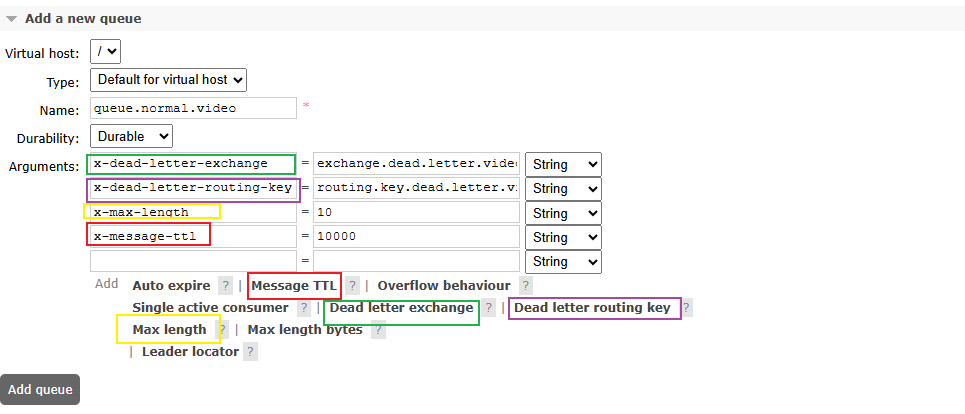 Add a new queue
Virtual host: /
Type: Default for virtual host
Name: queue.normal.video *
Durability: Durable
Arguments: x-dead-letter-exchange = exchange.dead.letter.vide String
x-dead-letter-routing-key = routing.key.dead.letter.v String
x-max-length = 10 String
x-message-ttl = 10000 String
= String
Add Auto expire ? | Message TTL ? | Overflow behaviour ?
Single active consumer ? | Dead letter exchange ? | Dead letter routing key ?
Max length ? | Max length bytes ?
| Leader locator ?
Add queue